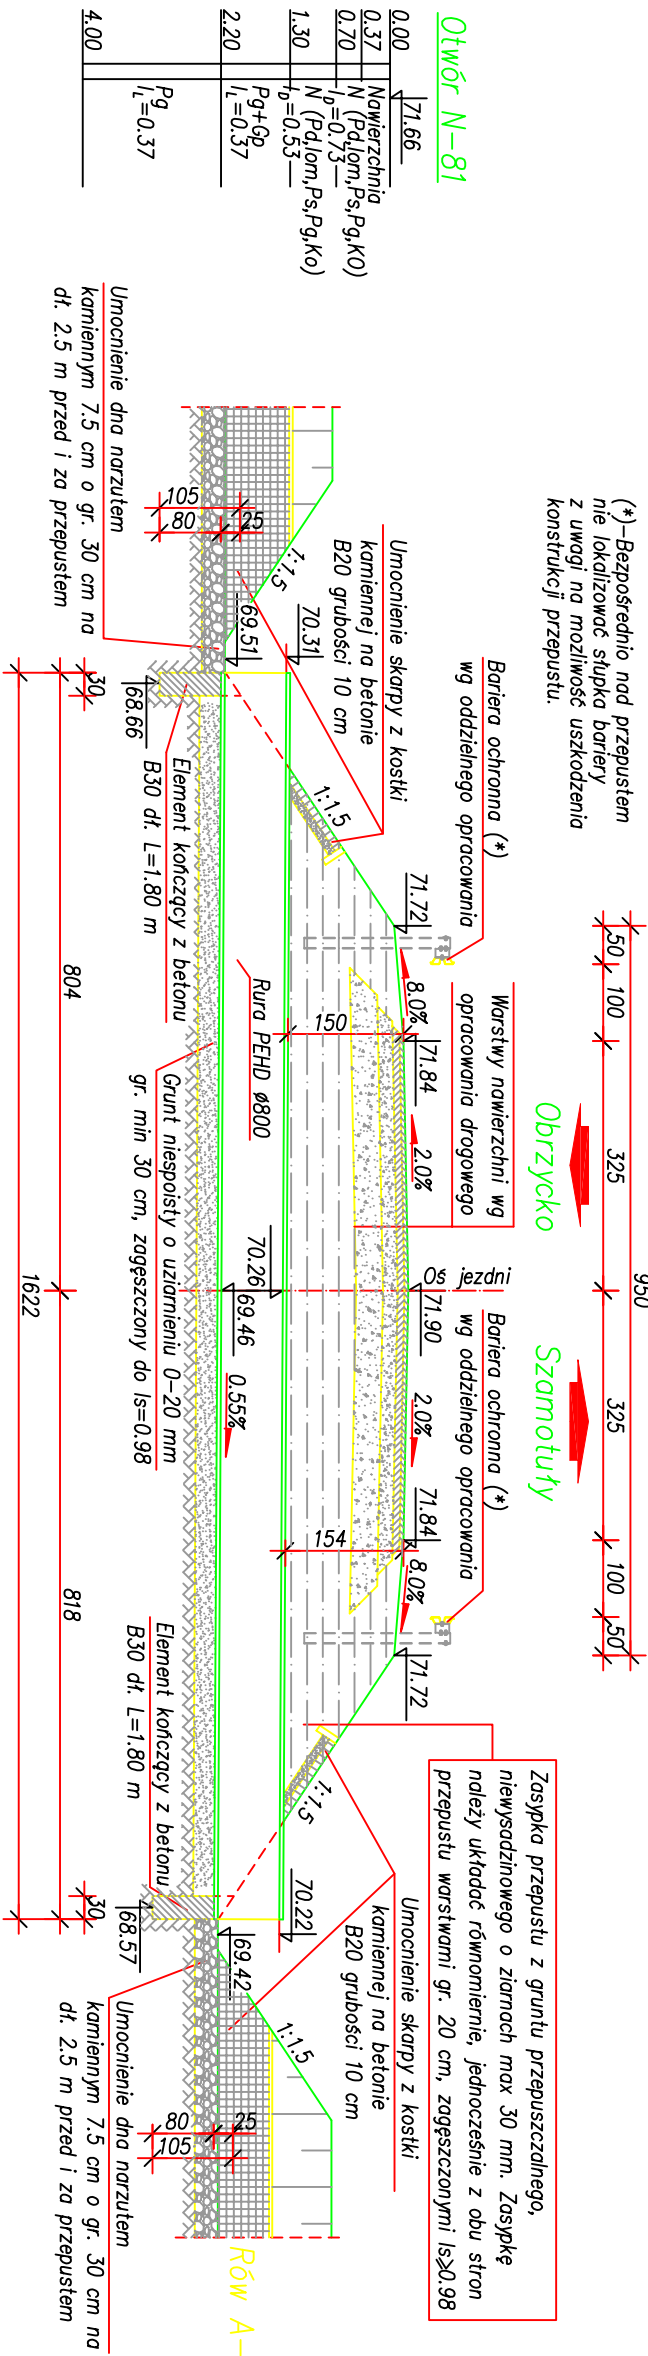 Otwór N-81
71.66
0.00
Nawierzchnia
0.37
N (Pd,lom,Ps,Pg,KO)
0.70
ID=0.73
N (Pd,lom,Ps,Pg,Ko)
1.30
ID=0.53
Pg+Gp
IL=0.37
2.20
Pg
IL=0.37
4.00
(*)-Bezpośrednio nad przepustem
nie lokalizować słupka bariery
z uwagi na możliwość uszkodzenia
konstrukcji przepustu.
950
50
100
325
325
100
50
Obrzycko
Szamotuły
Bariera ochronna (*)
wg oddzielnego opracowania
Warstwy nawierzchni wg
opracowania drogowego
Oś jezdni
Bariera ochronna (*)
wg oddzielnego opracowania
Zasypka przepustu z gruntu przepuszczalnego,
niewysadzinowego o ziarnach max 30 mm. Zasypkę
należy układać równomiernie, jednocześnie z obu stron
przepustu warstwami gr. 20 cm, zagęszczonymi Is≥0.98
Umocnienie skarpy z kostki
kamiennej na betonie
B20 grubości 10 cm
71.72
8.0%
71.84
2.0%
71.90
2.0%
71.84
8.0%
71.72
Umocnienie skarpy z kostki
kamiennej na betonie
B20 grubości 10 cm
1:1.5
1:1.5
1:1.5
1:1.5
150
154
70.31
69.51
70.26
69.46
0.55%
70.22
69.42
Rura PEHD ø800
Rów A-
105
80
25
25
80
105
68.66
68.57
Umocnienie dna narzutem
kamiennym 7.5 cm o gr. 30 cm na
dł. 2.5 m przed i za przepustem
Element kończący z betonu
B30 dł. L=1.80 m
Grunt niespoisty o uziarnieniu 0-20 mm
gr. min 30 cm, zagęszczony do Is=0.98
Element kończący z betonu
B30 dł. L=1.80 m
Umocnienie dna narzutem
kamiennym 7.5 cm o gr. 30 cm na
dł. 2.5 m przed i za przepustem
30
30
804
818
1622